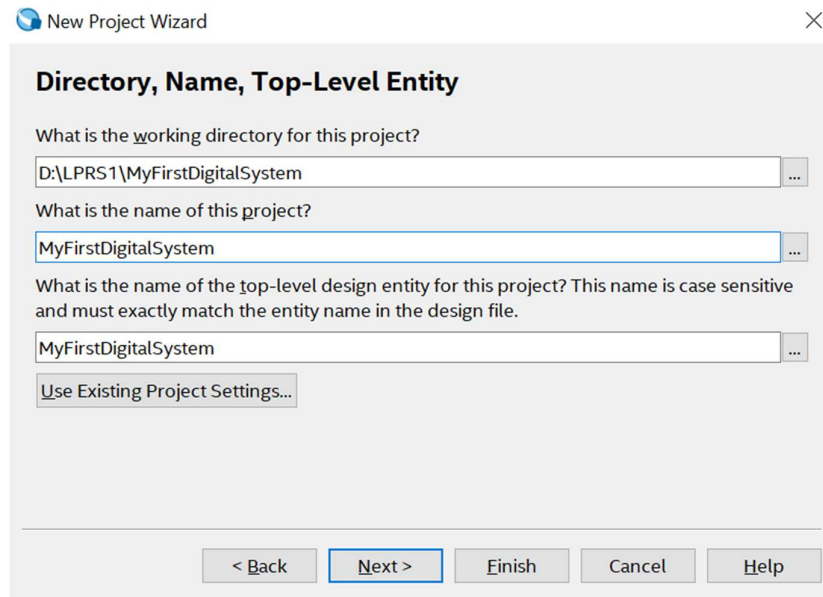 New Project Wizard
Directory, Name, Top-Level Entity
What is the working directory for this project?
D:\LPRS1\MyFirstDigitalSystem
...
What is the name of this project?
MyFirstDigitalSystem
...
What is the name of the top-level design entity for this project? This name is case sensitive
and must exactly match the entity name in the design file.
MyFirstDigitalSystem
...
Use Existing Project Settings...
< Back Next > Finish Cancel Help